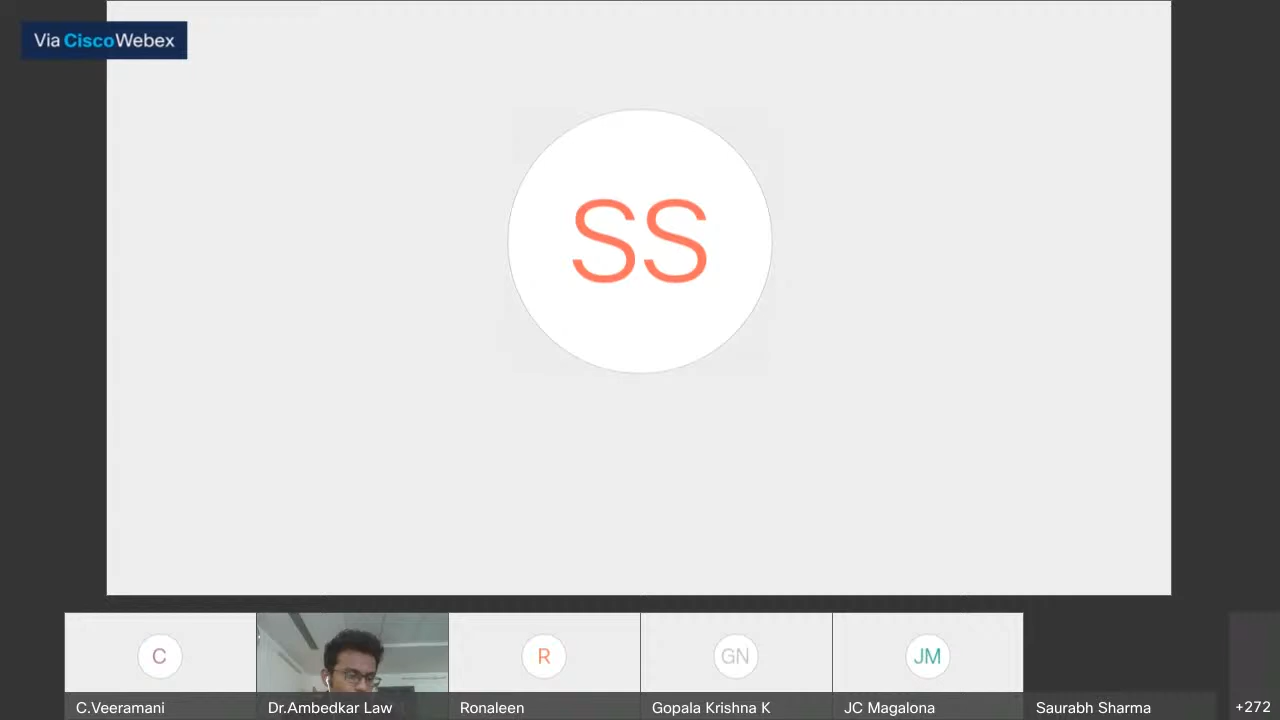 Via CiscoWebex
SS
C
R
GN
JM
C.Veeramani
Dr.Ambedkar Law
Ronaleen
Gopala Krishna K
JC Magalona
Saurabh Sharma
+272